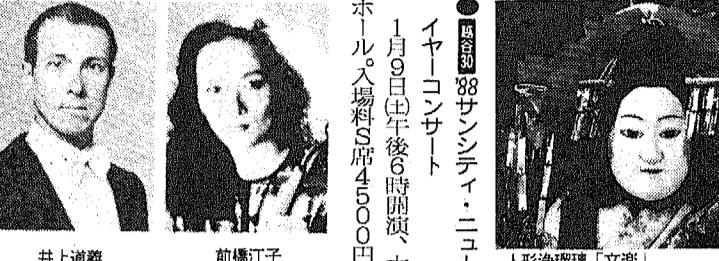 ●越谷30 '88サンシティ・ニュー
イヤーコンサート
1月9日㈯午後6時開演、
ホール。入場料S席4500円
人形浄瑠璃「文楽」
前橋汀子
井上道義